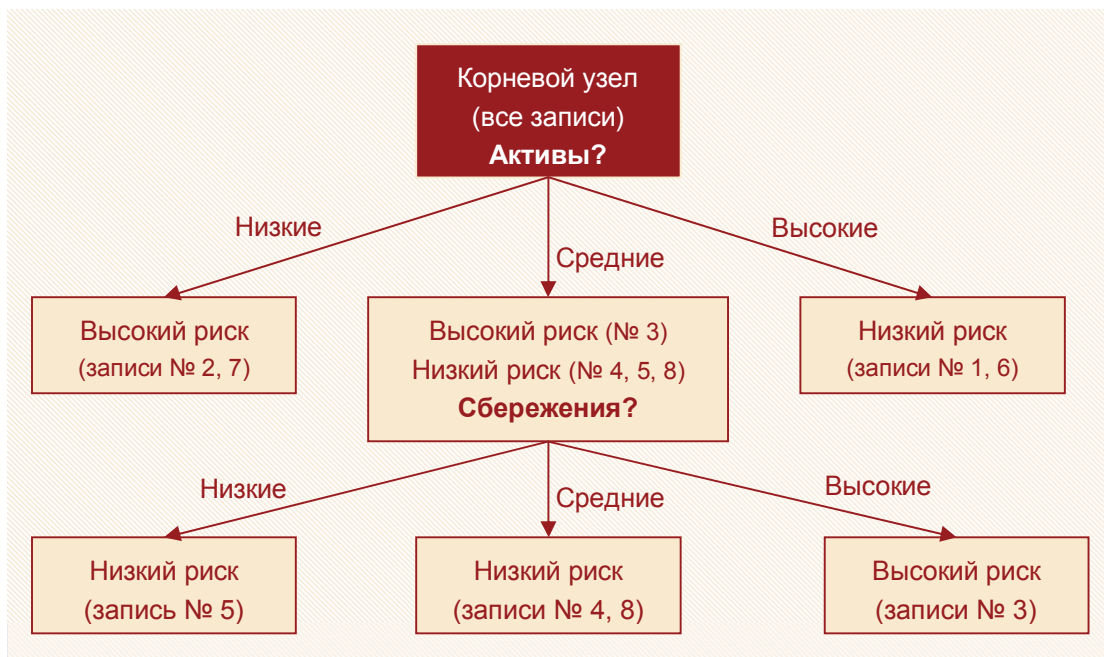 Корневой узел
(все записи)
Активы?
Низкие
Средние
Высокие
Высокий риск
(записи № 2, 7)
Высокий риск (№ 3)
Низкий риск (№ 4, 5, 8)
Сбережения?
Низкий риск
(записи № 1, 6)
Низкие
Средние
Высокие
Низкий риск
(запись № 5)
Низкий риск
(записи № 4, 8)
Высокий риск
(записи № 3)